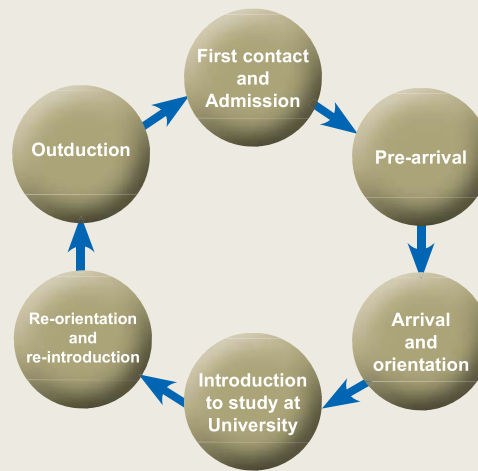 First contact
and
Admission
Pre-arrival
Arrival
and
orientation
Introduction
to study at
University
Re-orientation
and
re-introduction
Outduction